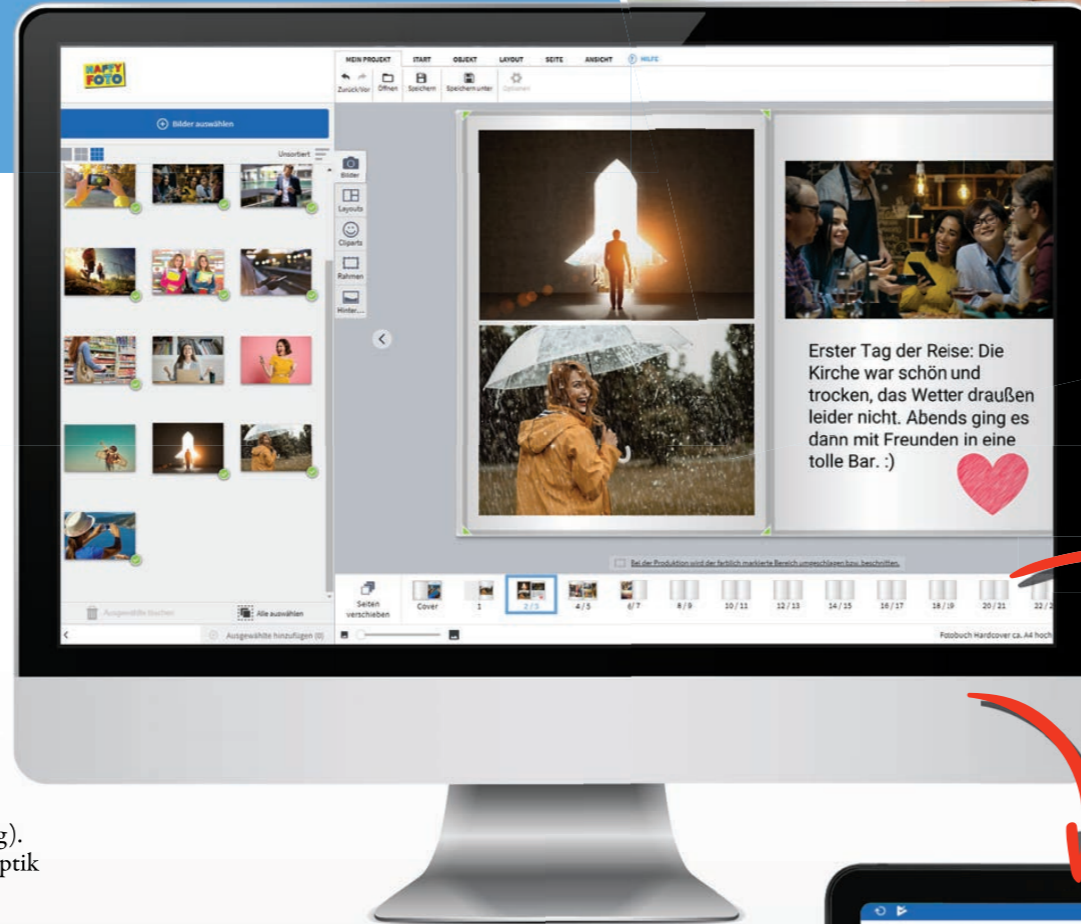 HAPPY
FOTO
MEIN PROJEKT START OBJEKT LAYOUT SEITE ANSICHT HILFE
Zurück/Vor Öffnen Speichern Speichern unter Optionen
Bilder auswählen
Unsortiert
Bilder
Layouts
Cliparts
Rahmen
Hinter....
Erster Tag der Reise: Die
Kirche war schön und
trocken, das Wetter draußen
leider nicht. Abends ging es
dann mit Freunden in eine
tolle Bar. :)
Bei der Produktion wird der farblich markierte Bereich umgeschlagen bzw. beschnitten.
Seiten
verschieben
Cover 1 2/3 4/5 6/7 8/9 10/11 12/13 14/15 16/17 18/19 20/21 22/2
Ausgewählte löschen Alle auswählen
Ausgewählte hinzufügen (0)
Fotobuch Hardcover ca. A4 hoch
g).
ptik